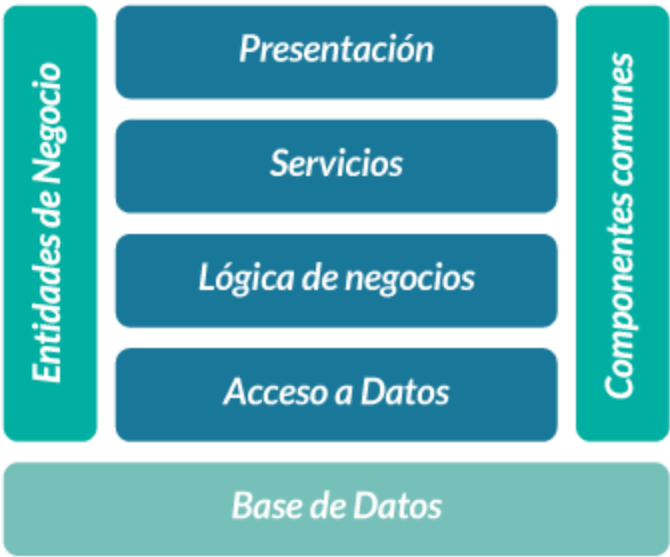 Entidades de Negocio
Presentación
Servicios
Lógica de negocios
Acceso a Datos
Componentes comunes
Base de Datos